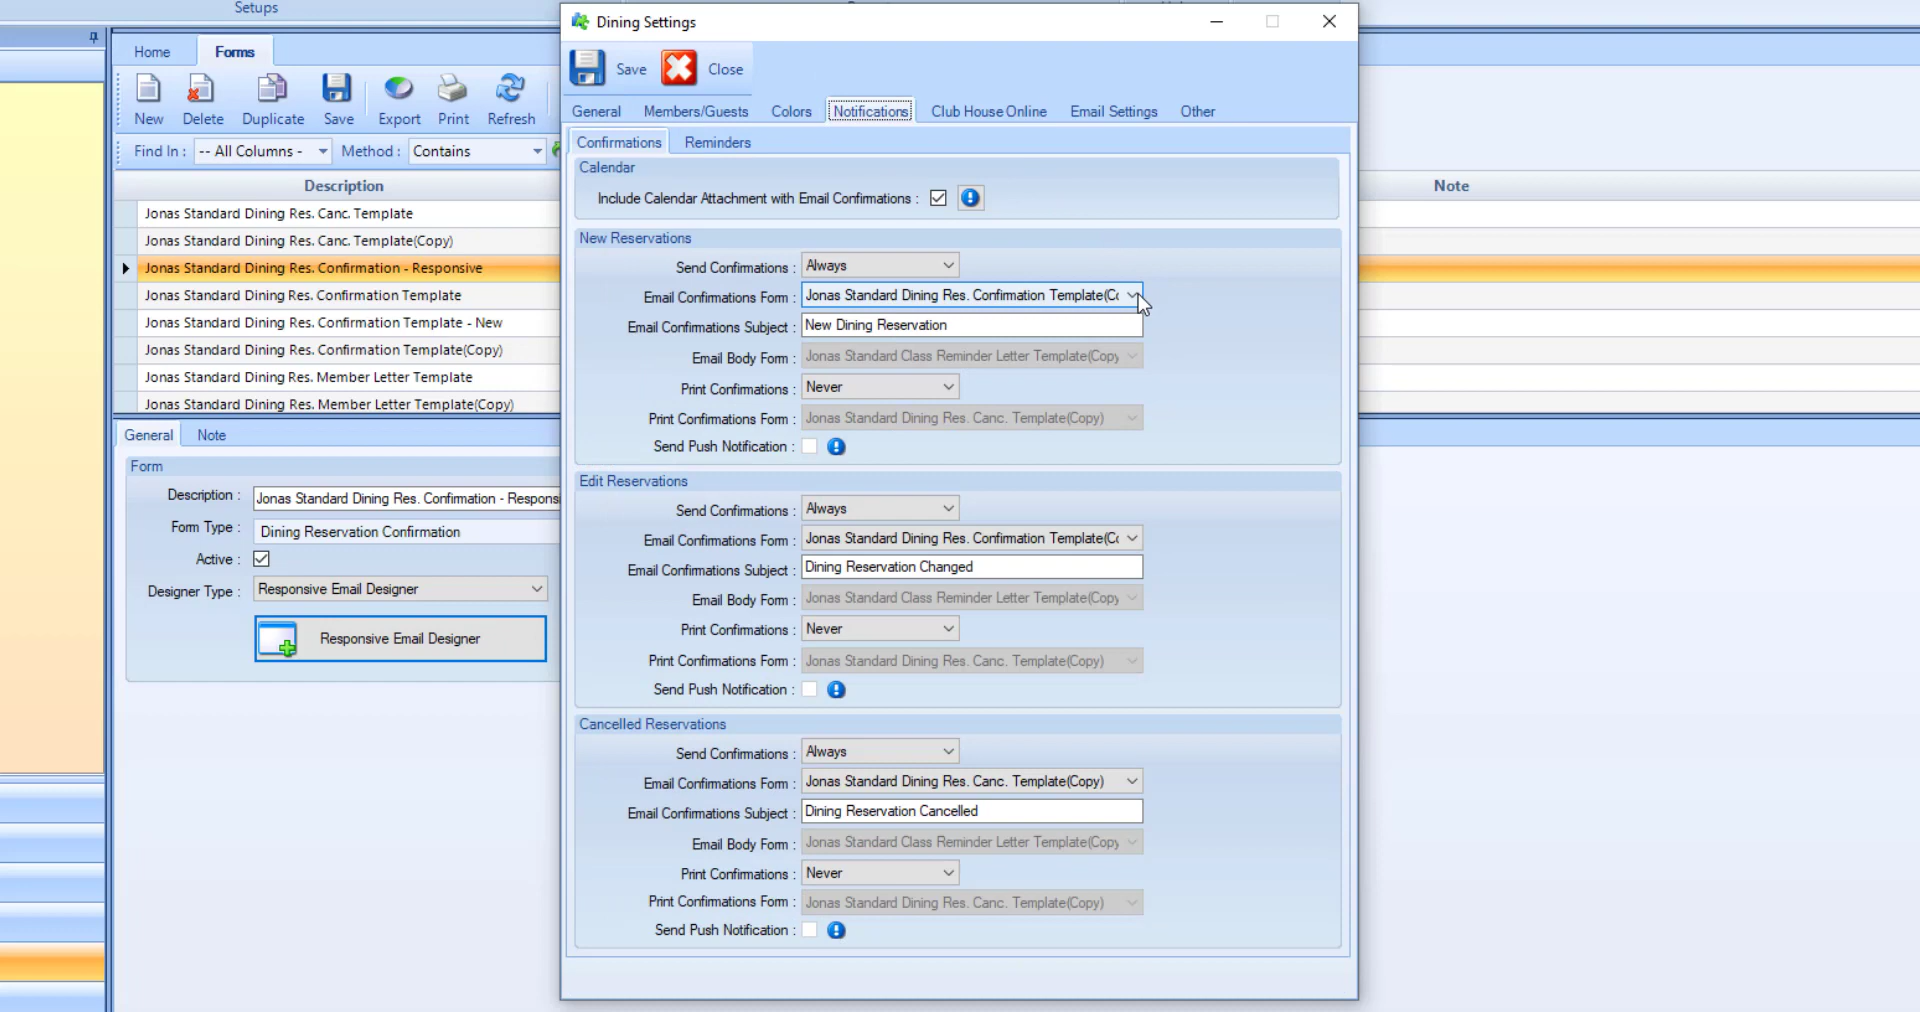 Setups
Home
Forms
New
Delete
Duplicate
Save
Export
Print
Refresh
Find In :
-- All Columns -
Method :
Contains
Description
Jonas Standard Dining Res. Canc. Template
Jonas Standard Dining Res. Canc. Template(Copy)
Jonas Standard Dining Res. Confirmation - Responsive
Jonas Standard Dining Res. Confirmation Template
Jonas Standard Dining Res. Confirmation Template - New
Jonas Standard Dining Res. Confirmation Template(Copy)
Jonas Standard Dining Res. Member Letter Template
Jonas Standard Dining Res. Member Letter Template(Copy)
Note
General
Note
Form
Description :
Jonas Standard Dining Res. Confirmation - Respons
Form Type :
Dining Reservation Confirmation
Active :
Designer Type :
Responsive Email Designer
Responsive Email Designer
Dining Settings
Save
Close
General
Members/Guests
Colors
Notifications
Club House Online
Email Settings
Other
Confirmations
Reminders
Calendar
Include Calendar Attachment with Email Confirmations :
New Reservations
Send Confirmations :
Always
Email Confirmations Form :
Jonas Standard Dining Res. Confimation Template(Cc
Email Confirmations Subject :
New Dining Reservation
Email Body Form :
Jonas Standard Class Reminder Letter Template(Copy
Print Confirmations :
Never
Print Confirmations Form :
Jonas Standard Dining Res. Canc. Template(Copy)
Send Push Notification :
Edit Reservations
Send Confirmations :
Always
Email Confirmations Form :
Jonas Standard Dining Res. Confimation Template(Cc
Email Confirmations Subject :
Dining Reservation Changed
Email Body Form :
Jonas Standard Class Reminder Letter Template(Copy
Print Confirmations :
Never
Print Confirmations Form :
Jonas Standard Dining Res. Canc. Template(Copy)
Send Push Notification :
Cancelled Reservations
Send Confirmations :
Always
Email Confirmations Form :
Jonas Standard Dining Res. Canc. Template(Copy)
Email Confirmations Subject :
Dining Reservation Cancelled
Email Body Form :
Jonas Standard Class Reminder Letter Template(Copy
Print Confirmations :
Never
Print Confirmations Form :
Jonas Standard Dining Res. Canc. Template(Copy)
Send Push Notification :